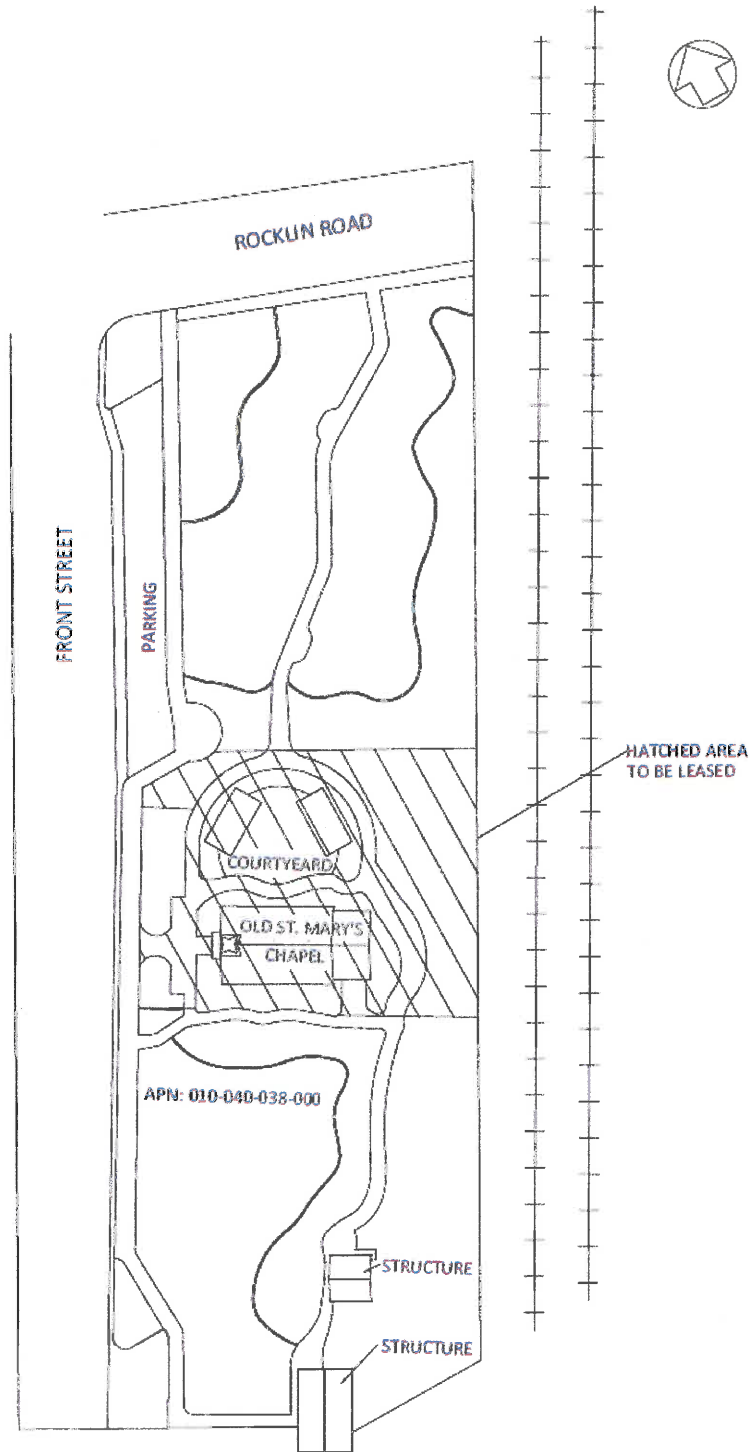 ROCKLIN ROAD
FRONT STREET
PARKING
HATCHED AREA
TO BE LEASED
COURTYEARD
OLD ST. MARY'S
CHAPEL
APN: 010-040-038-000
STRUCTURE
STRUCTURE